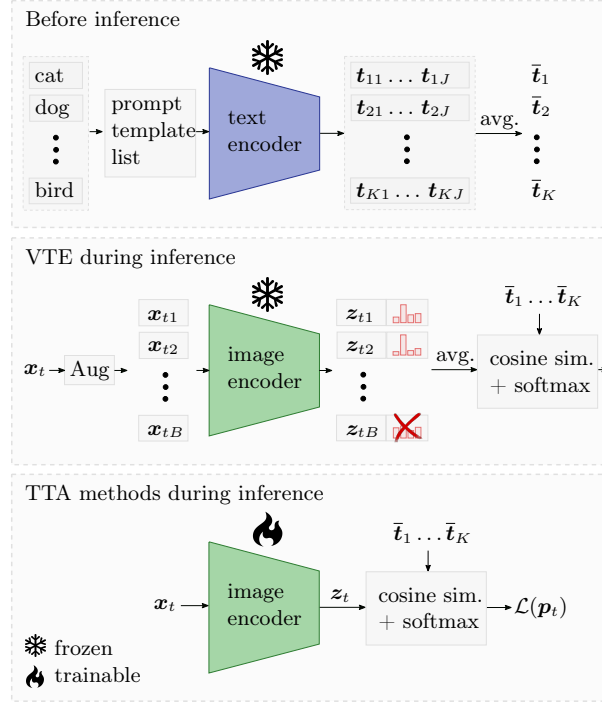 Before inference
cat
dog
bird
prompt
template
list
text
encoder
t₁₁ … t₁J
t₂₁ … t₂J
tK₁ … tKJ
avg.
t̄₁
t̄₂
t̄K
VTE during inference
xₜ
Aug
xₜ₁
xₜ₂
xₜB
image
encoder
zₜ₁
zₜ₂
zₜB
avg.
t̄₁ … t̄K
cosine sim.
+ softmax
TTA methods during inference
xₜ
image
encoder
zₜ
t̄₁ … t̄K
cosine sim.
+ softmax
ℒ(pₜ)
frozen
trainable